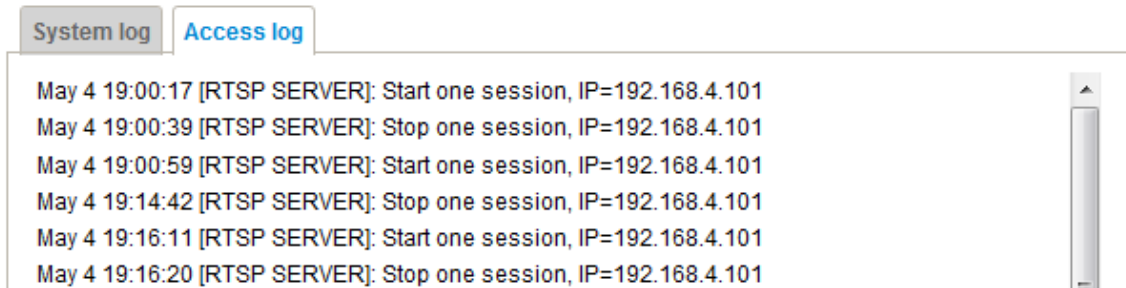 System log Access log
May 4 19:00:17 [RTSP SERVER]: Start one session, IP=192.168.4.101
May 4 19:00:39 [RTSP SERVER]: Stop one session, IP=192.168.4.101
May 4 19:00:59 [RTSP SERVER]: Start one session, IP=192.168.4.101
May 4 19:14:42 [RTSP SERVER]: Stop one session, IP=192.168.4.101
May 4 19:16:11 [RTSP SERVER]: Start one session, IP=192.168.4.101
May 4 19:16:20 [RTSP SERVER]: Stop one session, IP=192.168.4.101